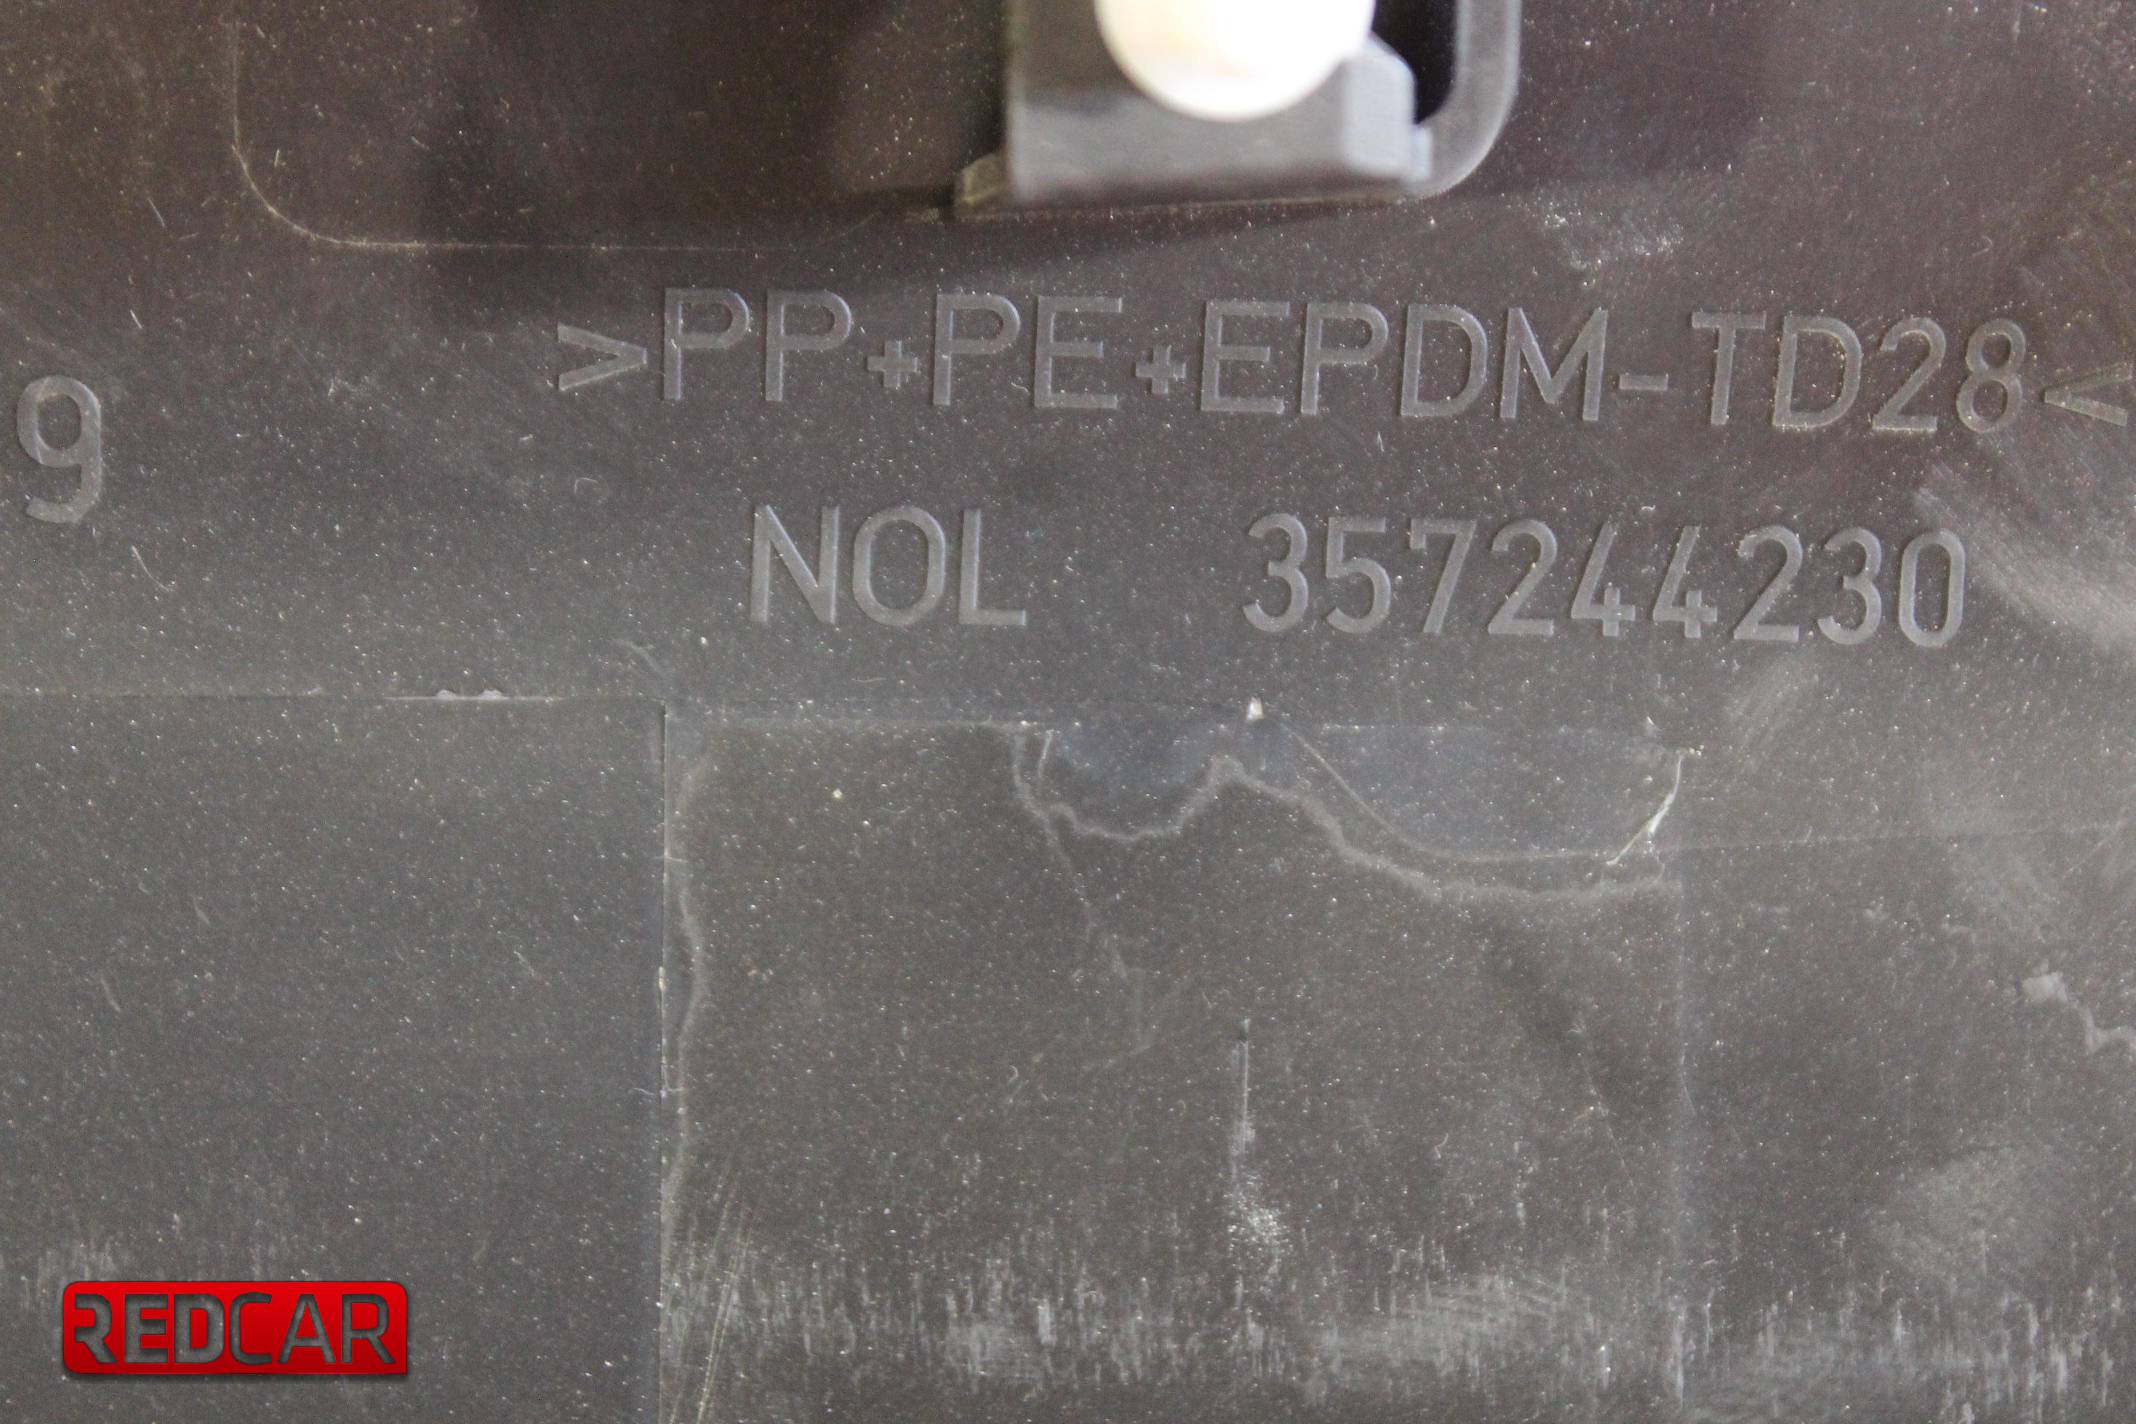 >PP+PE+EPDM-TD28<
9
NOL 357244230
REDCAR